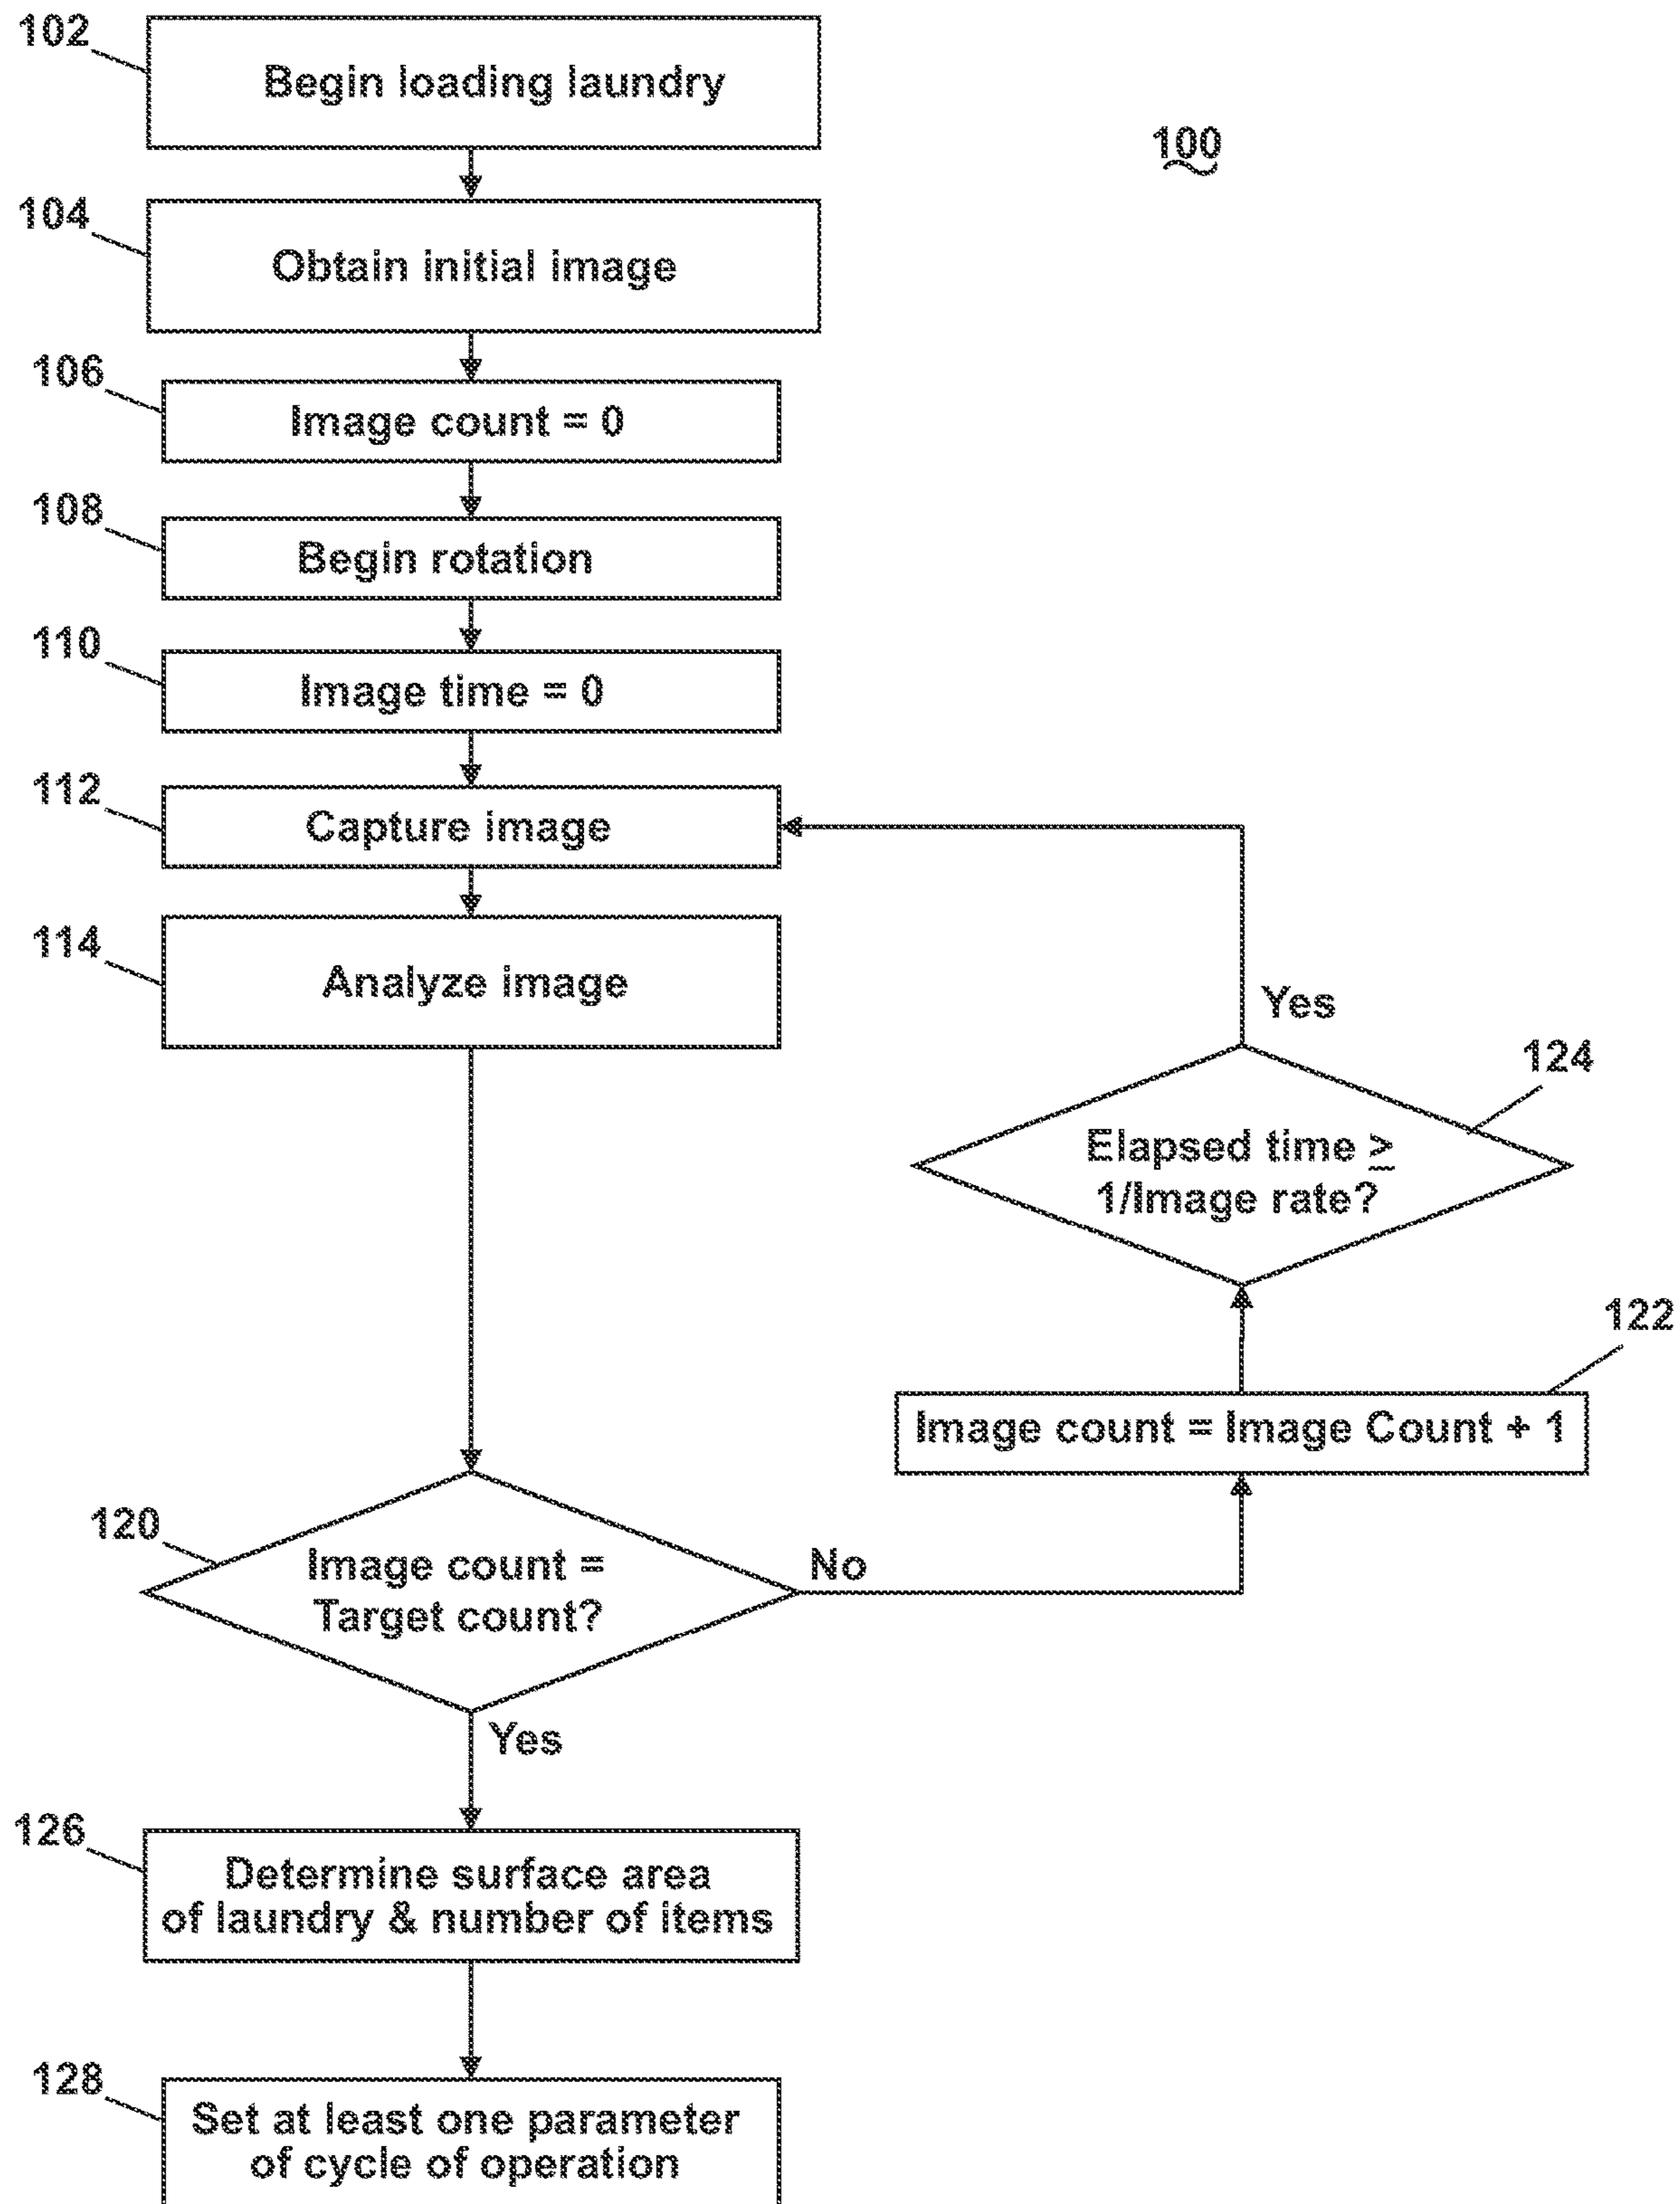 102
Begin loading laundry
100
104
Obtain initial image
106
Image count = 0
108
Begin rotation
110
Image time = 0
112
Capture image
114
Analyze image
Yes
124
Elapsed time ≥
1/Image rate?
122
Image count = Image Count + 1
120
Image count =
Target count?
No
Yes
126
Determine surface area
of laundry & number of items
128
Set at least one parameter
of cycle of operation